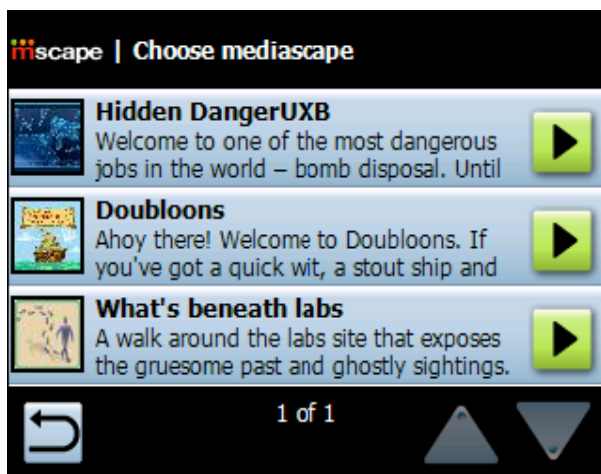 mscape | Choose mediascape
Hidden DangerUXB
Welcome to one of the most dangerous
jobs in the world – bomb disposal. Until
Doubloons
Ahoy there! Welcome to Doubloons. If
you've got a quick wit, a stout ship and
What's beneath labs
A walk around the labs site that exposes
the gruesome past and ghostly sightings.
1 of 1